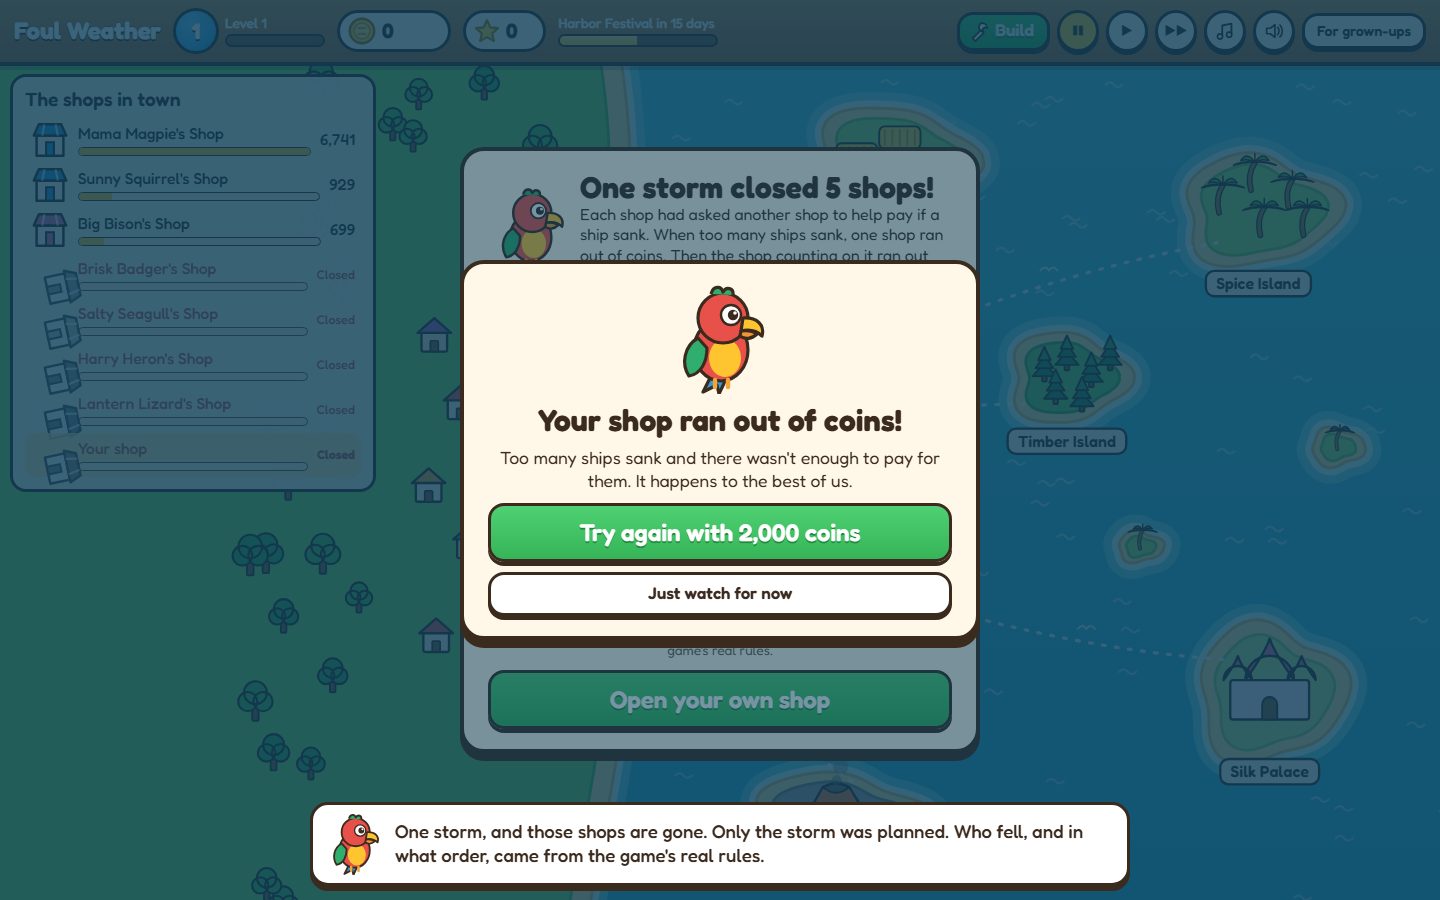 Foul Weather
1
Level 1
0
0
Harbor Festival in 15 days
Build
For grown-ups
The shops in town
Mama Magpie's Shop
6,741
Sunny Squirrel's Shop
929
Big Bison's Shop
699
Brisk Badger's Shop
Closed
Salty Seagull's Shop
Closed
Harry Heron's Shop
Closed
Lantern Lizard's Shop
Closed
Your shop
Closed
One storm closed 5 shops!
Each shop had asked another shop to help pay if a
ship sank. When too many ships sank, one shop ran
out of coins. Then the shop counting on it ran out
Your shop ran out of coins!
Too many ships sank and there wasn't enough to pay for
them. It happens to the best of us.
Try again with 2,000 coins
Just watch for now
game's real rules.
Open your own shop
Spice Island
Timber Island
Silk Palace
One storm, and those shops are gone. Only the storm was planned. Who fell, and in
what order, came from the game's real rules.